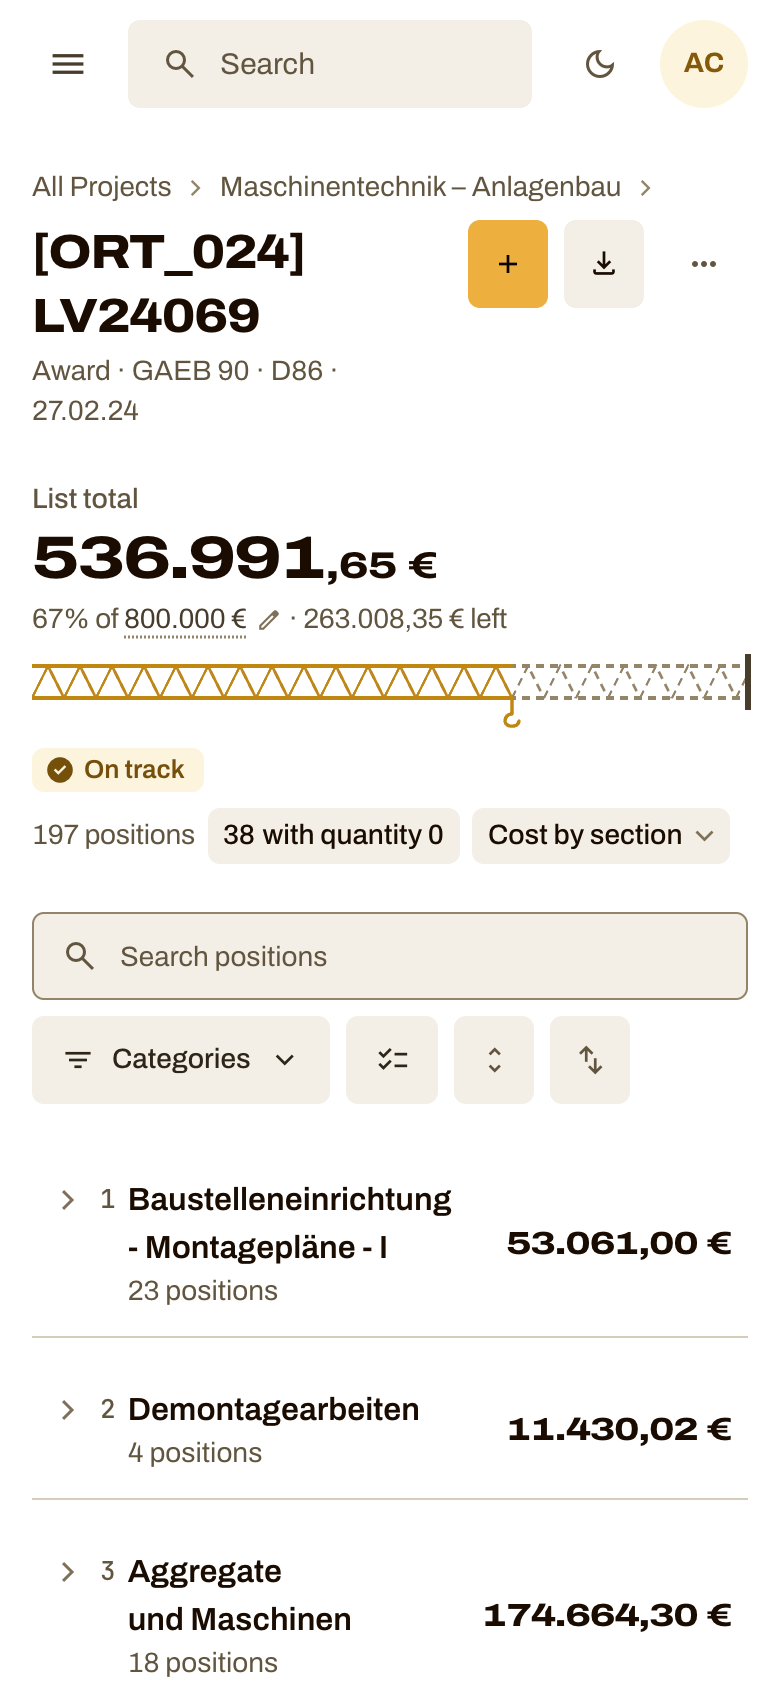 Search
AC
All Projects
Maschinentechnik – Anlagenbau
[ORT_024]
LV24069
Award · GAEB 90 · D86 ·
27.02.24
List total
536.991,65 €
67% of 800.000 € · 263.008,35 € left
On track
197 positions
38 with quantity 0
Cost by section
Search positions
Categories
1 Baustelleneinrichtung
- Montagepläne - I
53.061,00 €
23 positions
2 Demontagearbeiten
11.430,02 €
4 positions
3 Aggregate
und Maschinen
174.664,30 €
18 positions